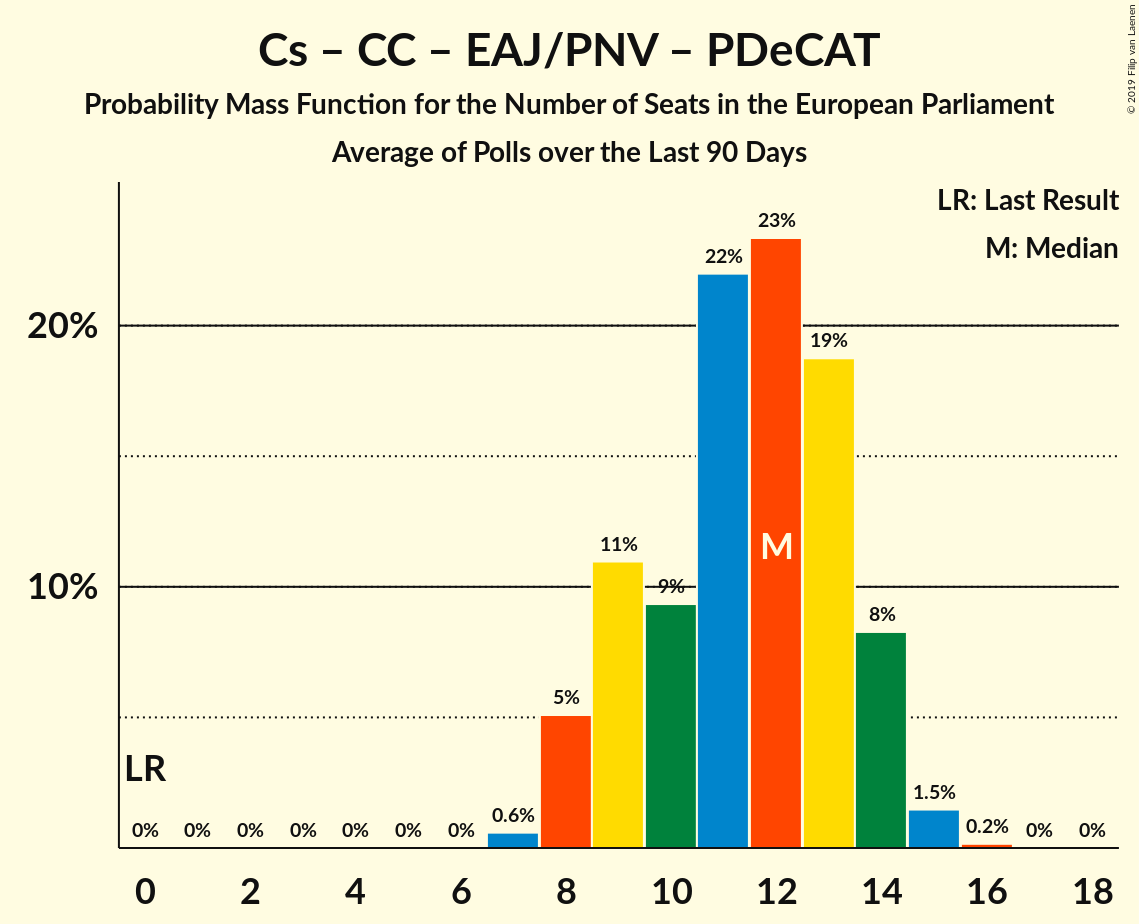 Cs – CC – EAJ/PNV – PDeCAT
Probability Mass Function for the Number of Seats in the European Parliament
Average of Polls over the Last 90 Days
© 2019 Filip van Laenen
LR: Last Result
M: Median
23%
22%
20%
19%
M
11%
10%
9%
8%
5%
LR
1.5%
0% 0% 0% 0% 0% 0% 0% 0.6% 0.2% 0% 0%
0 2 4 6 8 10 12 14 16 18